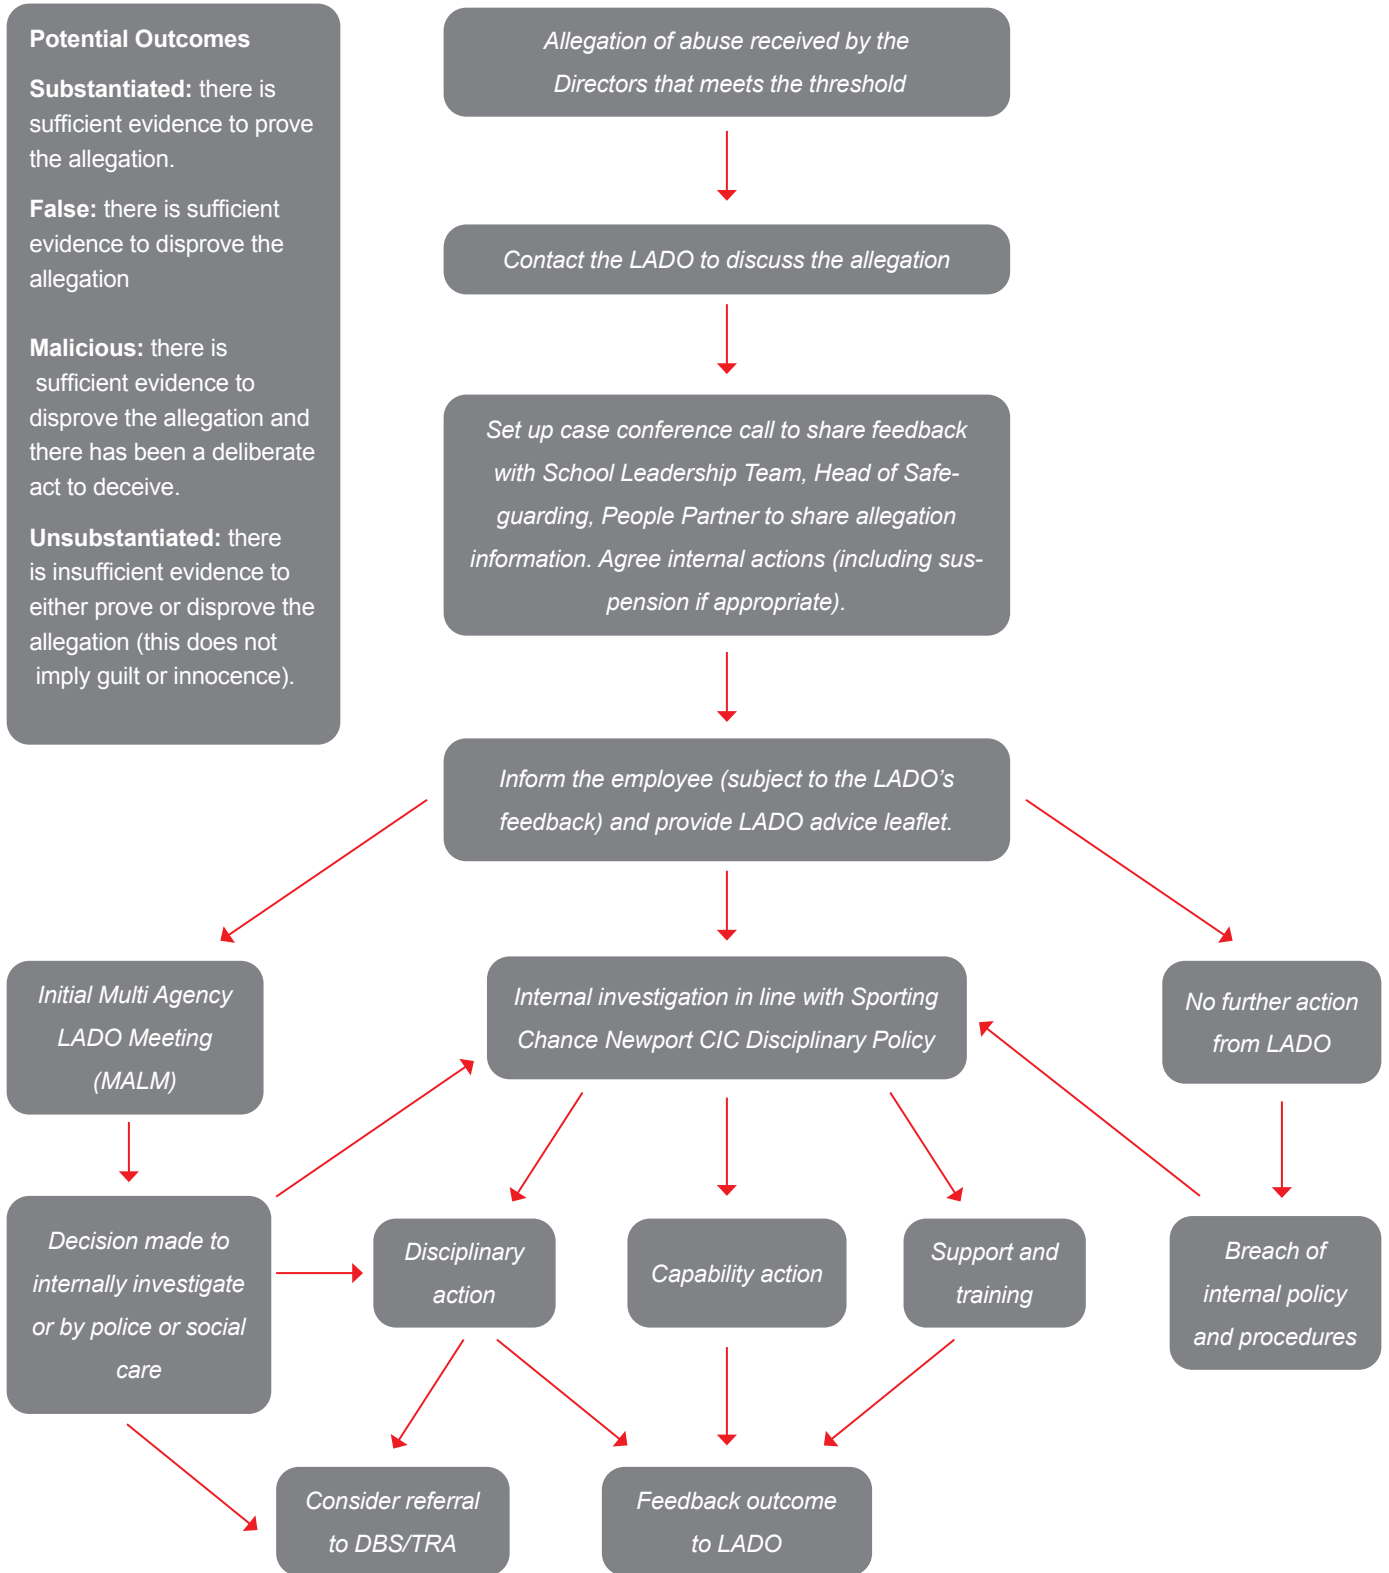 Potential Outcomes
Substantiated: there is
sufficient evidence to prove
the allegation.
False: there is sufficient
evidence to disprove the
allegation
Malicious: there is
sufficient evidence to
disprove the allegation and
there has been a deliberate
act to deceive.
Unsubstantiated: there
is insufficient evidence to
either prove or disprove the
allegation (this does not
imply guilt or innocence).
Allegation of abuse received by the
Directors that meets the threshold
Contact the LADO to discuss the allegation
Set up case conference call to share feedback
with School Leadership Team, Head of Safe-
guarding, People Partner to share allegation
information. Agree internal actions (including sus-
pension if appropriate).
Inform the employee (subject to the LADO's
feedback) and provide LADO advice leaflet.
Initial Multi Agency
LADO Meeting
(MALM)
Internal investigation in line with Sporting
Chance Newport CIC Disciplinary Policy
No further action
from LADO
Decision made to
internally investigate
or by police or social
care
Disciplinary
action
Capability action
Support and
training
Breach of
internal policy
and procedures
Consider referral
to DBS/TRA
Feedback outcome
to LADO